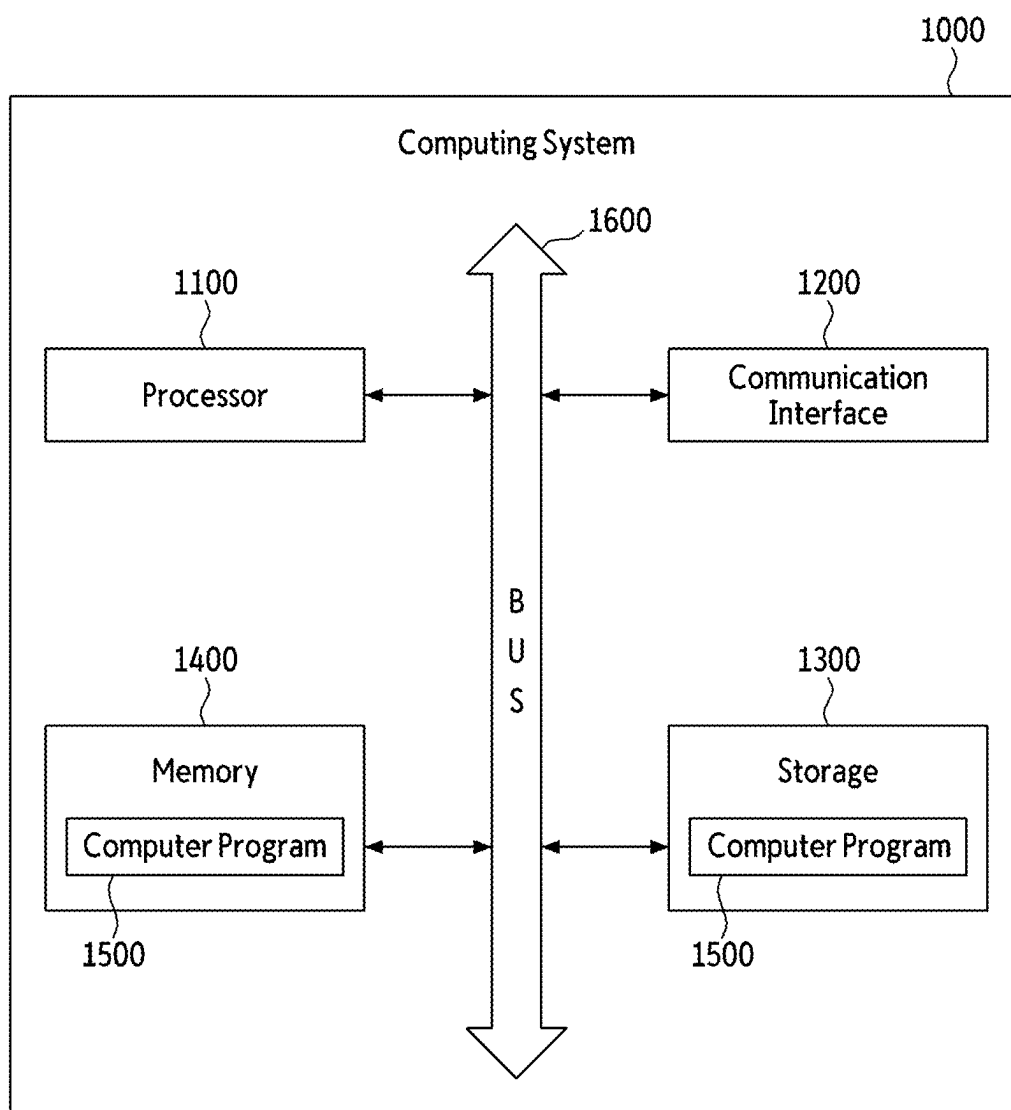 1000
Computing System
1600
1100
1200
Processor
Communication
Interface
B
U
S
1400
1300
Memory
Storage
Computer Program
Computer Program
1500
1500